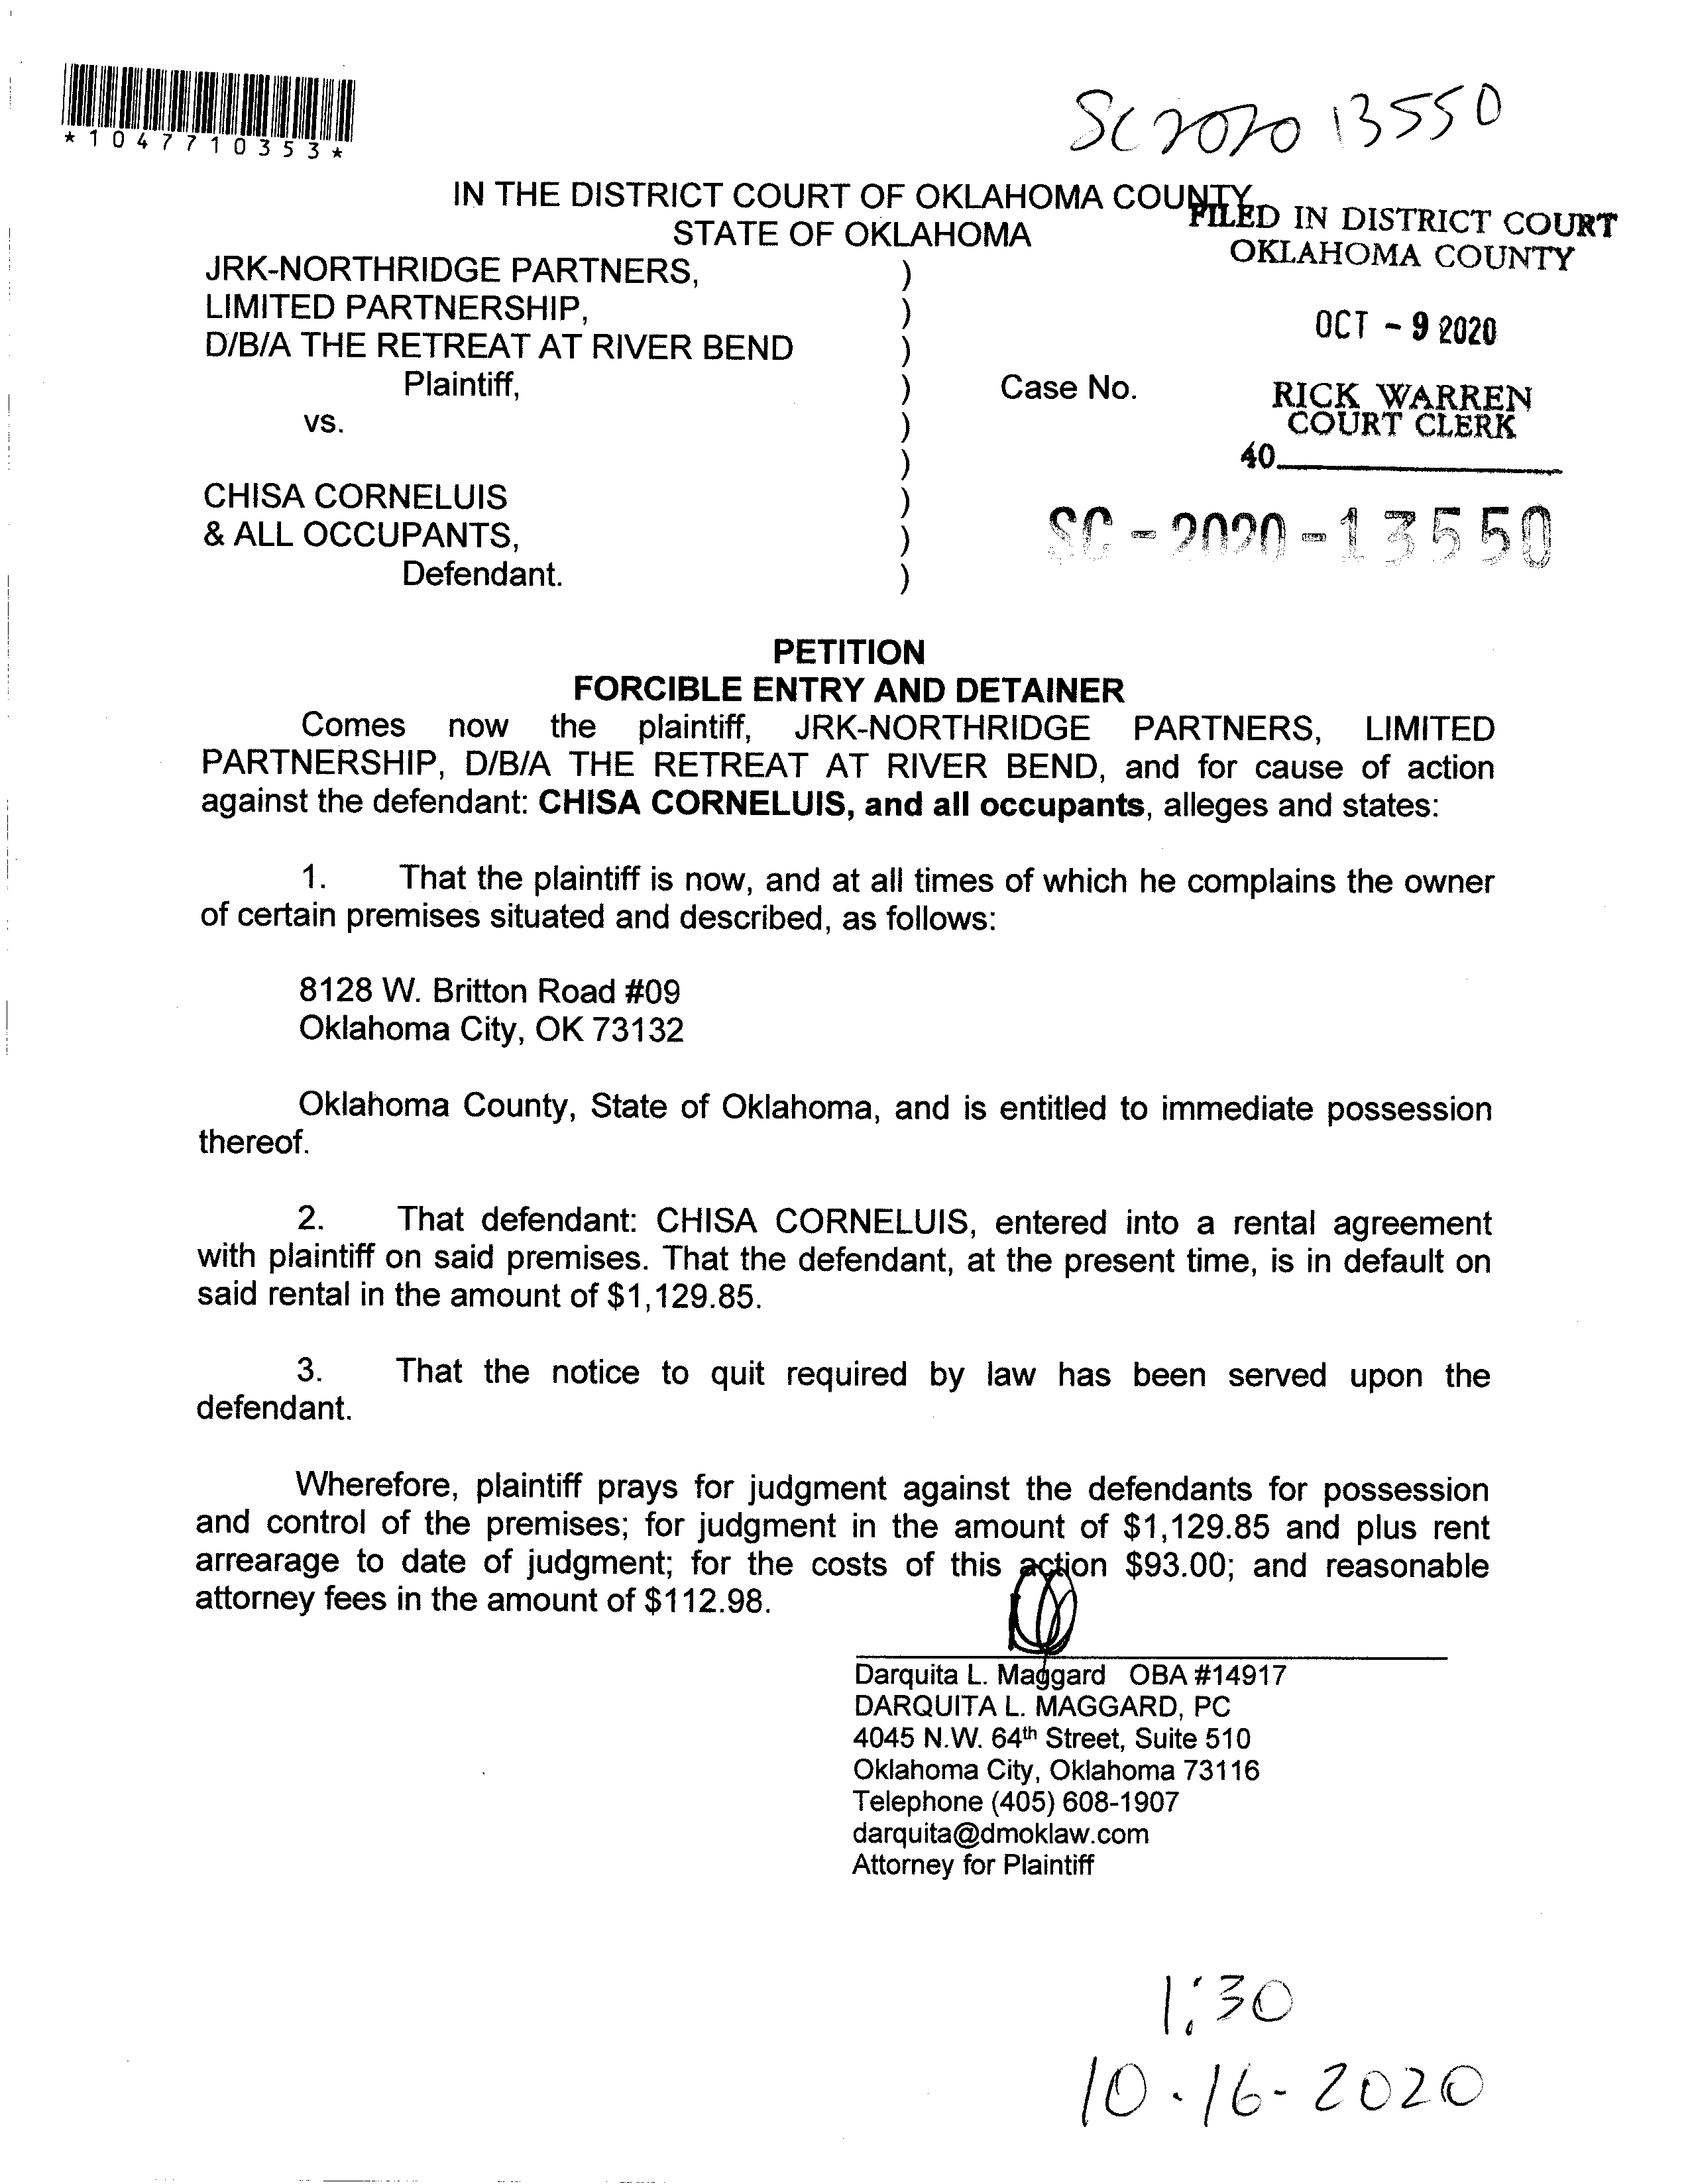 *1047710353*
SC2020 13550
IN THE DISTRICT COURT OF OKLAHOMA COUNTY
STATE OF OKLAHOMA
FILED IN DISTRICT COURT
OKLAHOMA COUNTY
OCT - 9 2020
RICK WARREN
COURT CLERK
40
JRK-NORTHRIDGE PARTNERS, )
LIMITED PARTNERSHIP, )
D/B/A THE RETREAT AT RIVER BEND )
Plaintiff, ) Case No.
vs. )
)
CHISA CORNELUIS )
& ALL OCCUPANTS, ) SC - 2020 - 13550
Defendant. )
PETITION
FORCIBLE ENTRY AND DETAINER
Comes now the plaintiff, JRK-NORTHRIDGE PARTNERS, LIMITED
PARTNERSHIP, D/B/A THE RETREAT AT RIVER BEND, and for cause of action
against the defendant: CHISA CORNELUIS, and all occupants, alleges and states:
1. That the plaintiff is now, and at all times of which he complains the owner
of certain premises situated and described, as follows:
8128 W. Britton Road #09
Oklahoma City, OK 73132
Oklahoma County, State of Oklahoma, and is entitled to immediate possession
thereof.
2. That defendant: CHISA CORNELUIS, entered into a rental agreement
with plaintiff on said premises. That the defendant, at the present time, is in default on
said rental in the amount of $1,129.85.
3. That the notice to quit required by law has been served upon the
defendant.
Wherefore, plaintiff prays for judgment against the defendants for possession
and control of the premises; for judgment in the amount of $1,129.85 and plus rent
arrearage to date of judgment; for the costs of this action $93.00; and reasonable
attorney fees in the amount of $112.98.
Darquita L. Maggard OBA #14917
DARQUITA L. MAGGARD, PC
4045 N.W. 64th Street, Suite 510
Oklahoma City, Oklahoma 73116
Telephone (405) 608-1907
darquita@dmoklaw.com
Attorney for Plaintiff
1:30
10-16-2020